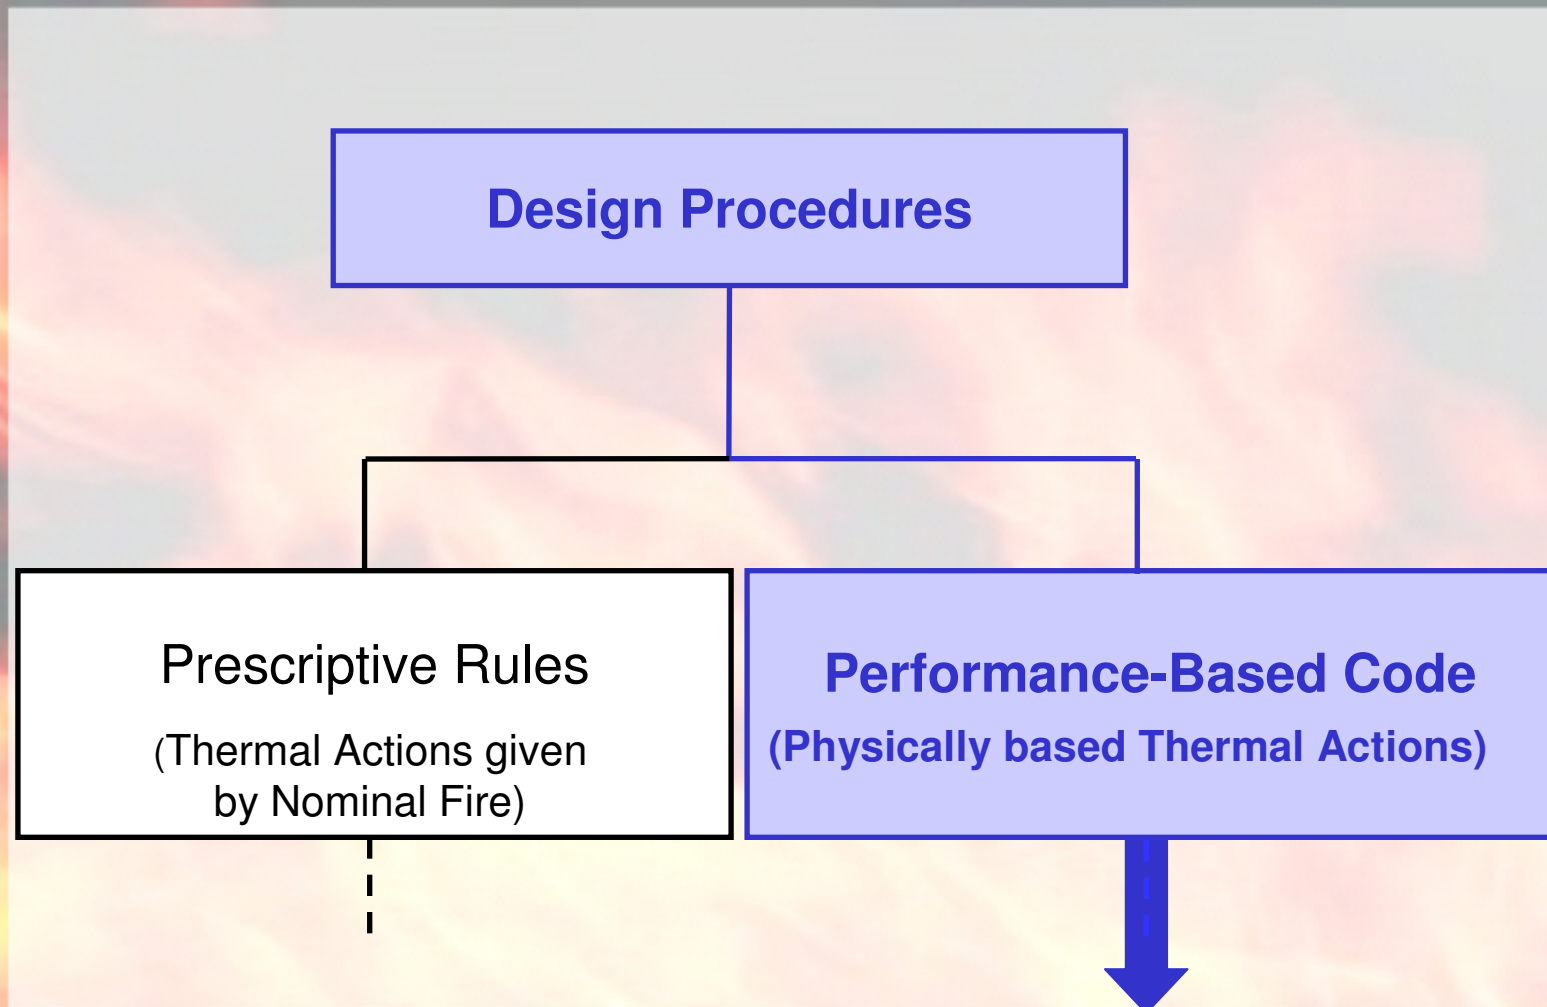 Design Procedures
Prescriptive Rules
(Thermal Actions given
by Nominal Fire)
Performance-Based Code
(Physically based Thermal Actions)